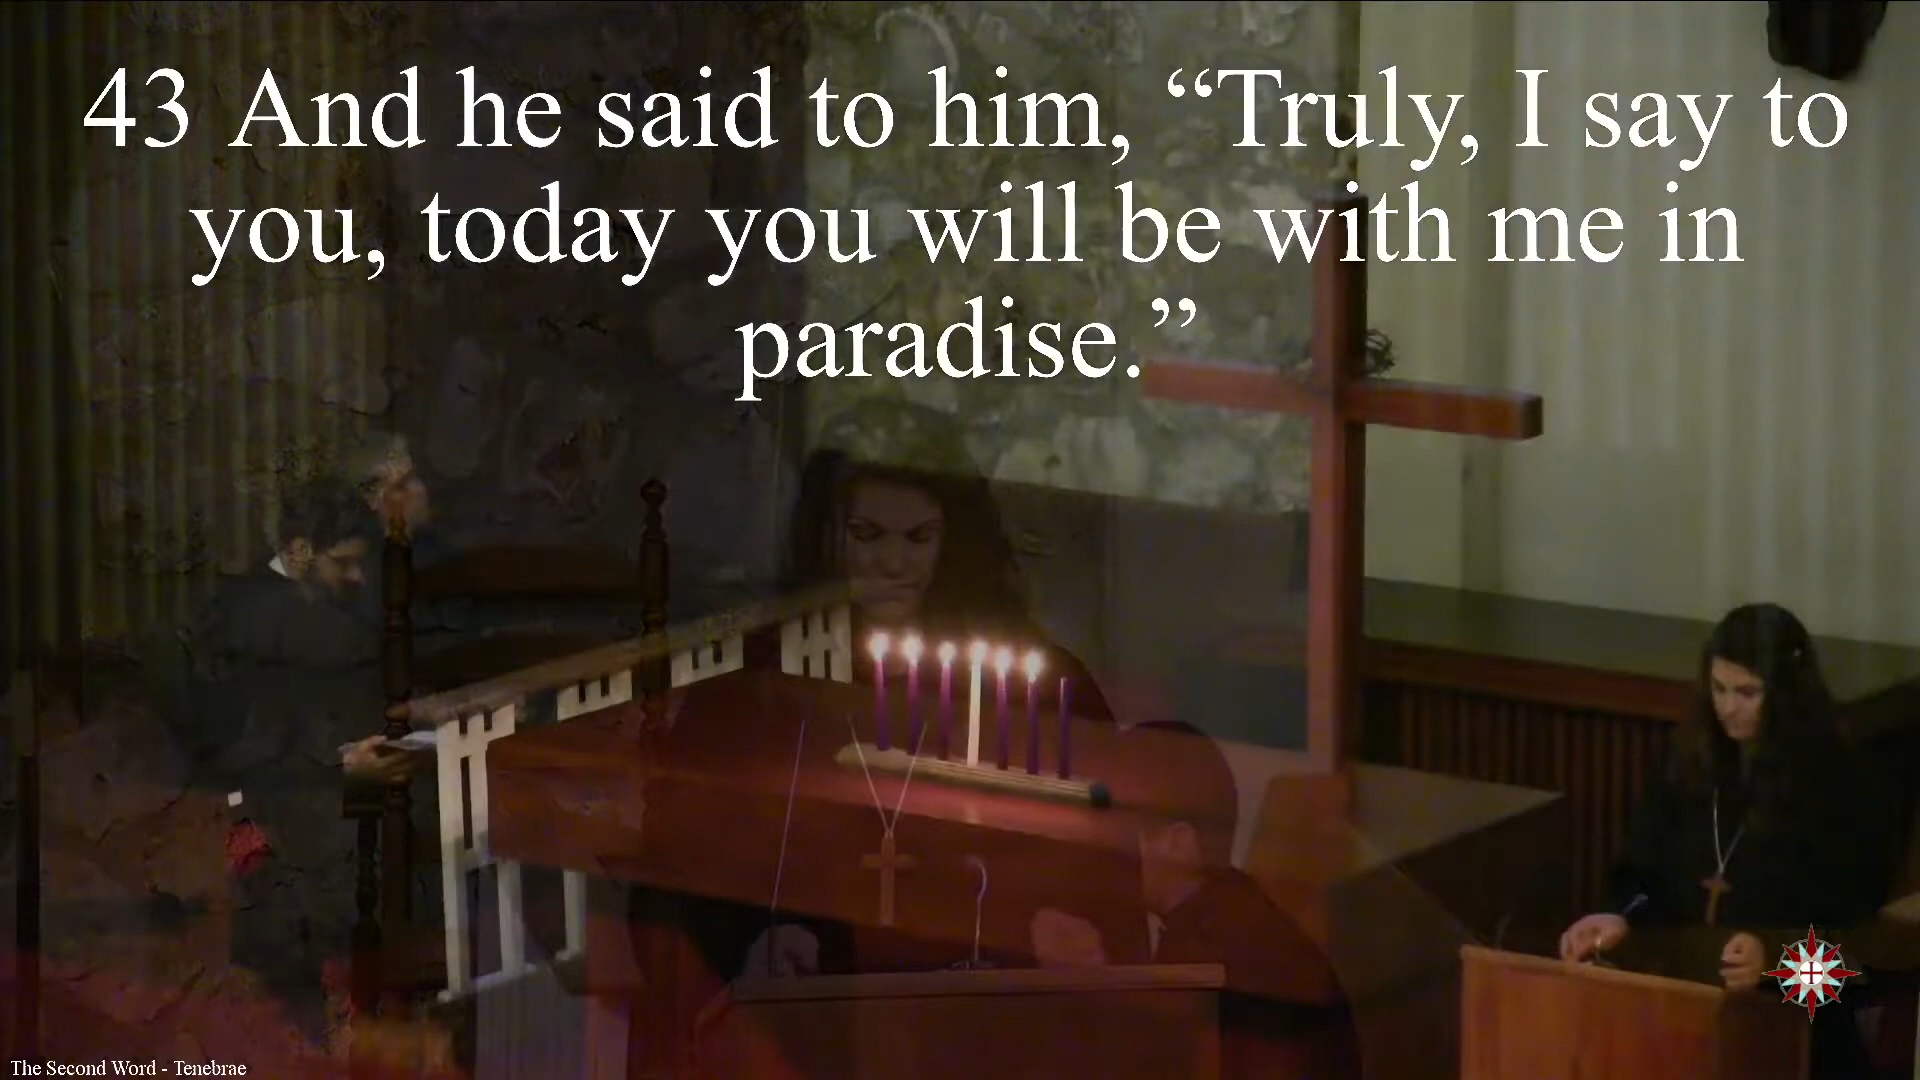 43 And he said to him, “Truly, I say to
you, today you will be with me in
paradise.”
The Second Word - Tenebrae